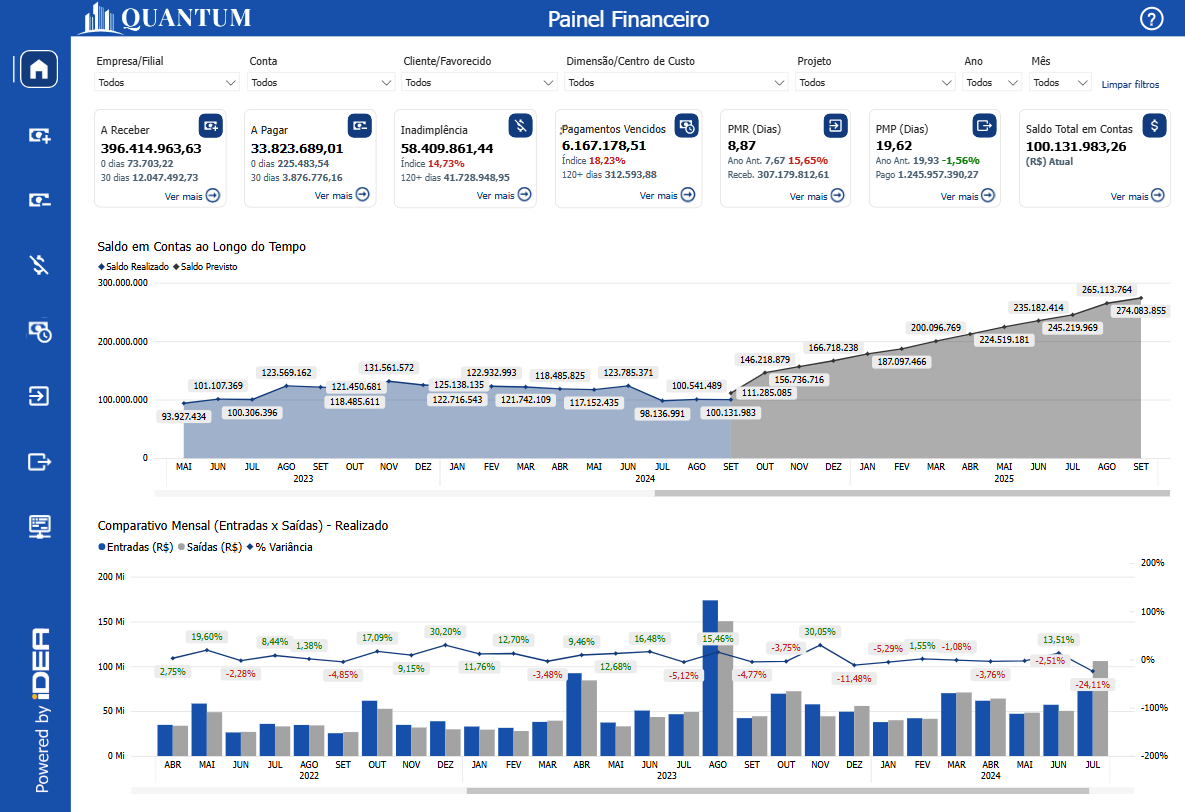 QUANTUM
Painel Financeiro
?
Empresa/Filial
Todos
Conta
Todos
Cliente/Favorecido
Todos
Dimensão/Centro de Custo
Todos
Projeto
Todos
Ano
Todos
Mês
Todos
Limpar filtros
A Receber
396.414.963,63
0 dias 73.703,22
30 dias 12.047.492,73
Ver mais
A Pagar
33.823.689,01
0 dias 225.483,54
30 dias 3.876.776,16
Ver mais
Inadimplência
58.409.861,44
Índice 14,73%
120+ dias 41.728.948,95
Ver mais
Pagamentos Vencidos
6.167.178,51
Índice 18,23%
120+ dias 312.593,88
Ver mais
PMR (Dias)
8,87
Ano Ant. 7,67 15,65%
Receb. 307.179.812,61
Ver mais
PMP (Dias)
19,62
Ano Ant. 19,93 -1,56%
Pago 1.245.957.390,27
Ver mais
Saldo Total em Contas
$
100.131.983,26
(R$) Atual
Ver mais
Saldo em Contas ao Longo do Tempo
Saldo Realizado Saldo Previsto
300.000.000
200.000.000
100.000.000
0
93.927.434
101.107.369
100.306.396
123.569.162
121.450.681
118.485.611
131.561.572
125.138.135
122.716.543
122.932.993
121.742.109
118.485.825
117.152.435
123.785.371
98.136.991
100.541.489
100.131.983
111.285.085
146.218.879
156.736.716
166.718.238
187.097.466
200.096.769
224.519.181
235.182.414
245.219.969
265.113.764
274.083.855
MAI JUN JUL AGO SET OUT NOV DEZ JAN FEV MAR ABR MAI JUN JUL AGO SET OUT NOV DEZ JAN FEV MAR ABR MAI JUN JUL AGO SET
2023 2024 2025
Comparativo Mensal (Entradas x Saídas) - Realizado
Entradas (R$) Saídas (R$) % Variância
200 Mi
150 Mi
100 Mi
50 Mi
0 Mi
200%
100%
0%
-100%
-200%
2,75%
19,60%
-2,28%
8,44%
1,38%
-4,85%
17,09%
9,15%
30,20%
11,76%
12,70%
-3,48%
9,46%
12,68%
16,48%
-5,12%
15,46%
-4,77%
-3,75%
30,05%
-11,48%
-5,29%
1,55%
-1,08%
-3,76%
-2,51%
13,51%
-24,11%
ABR MAI JUN JUL AGO SET OUT NOV DEZ JAN FEV MAR ABR MAI JUN JUL AGO SET OUT NOV DEZ JAN FEV MAR ABR MAI JUN JUL
2022 2023 2024
Powered by iDEA